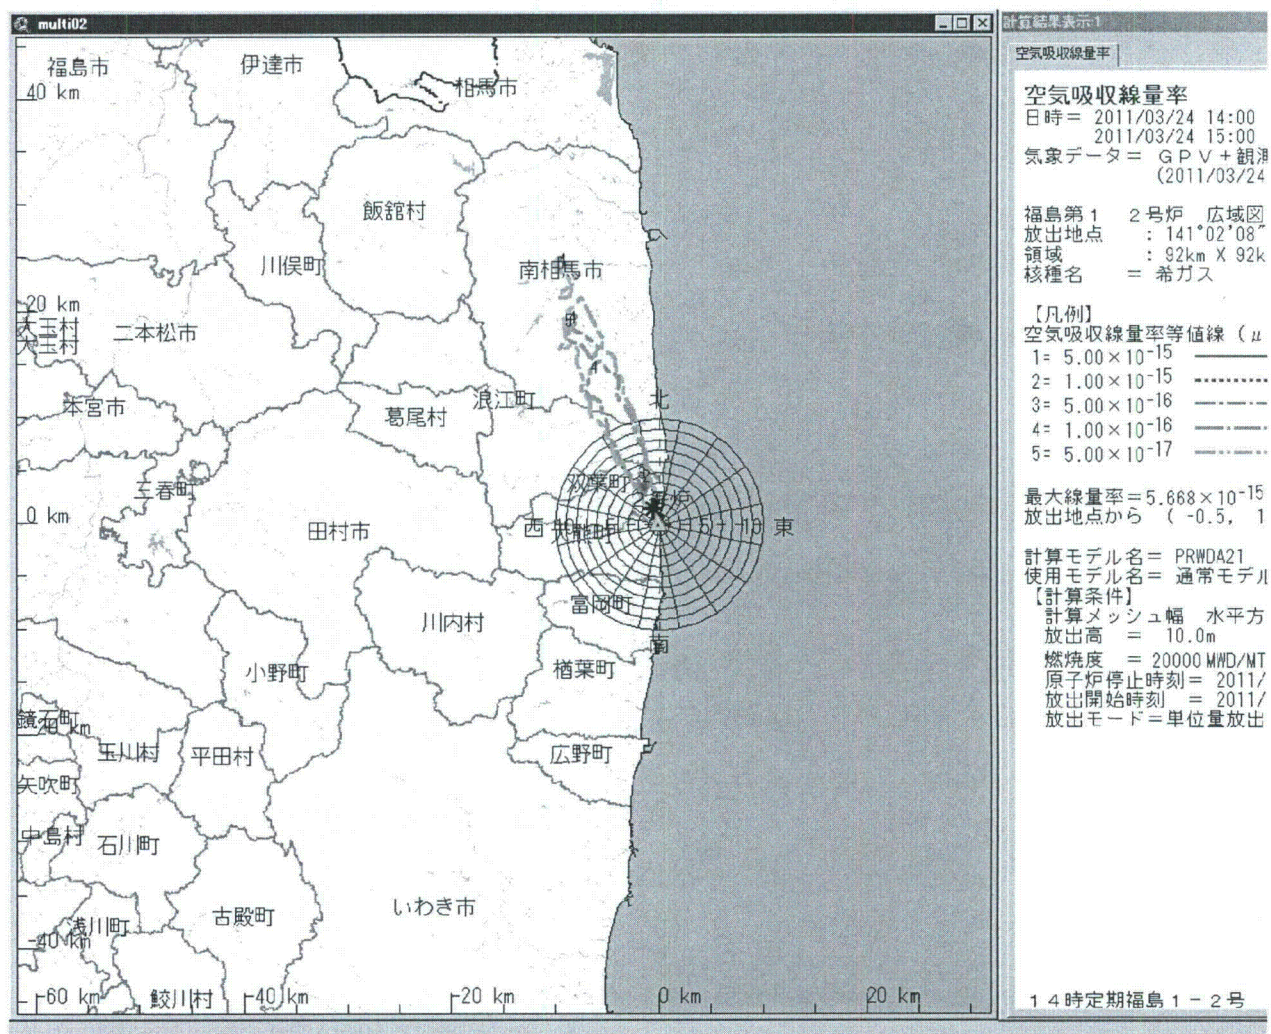 multi02
福島市
伊達市
相馬市
40 km
飯舘村
川俣町
南相馬市
20 km
大玉村
大玉村
二本松市
5
4
本宮市
葛尾村
浪江町
北
三春町
双葉町
0 km
田村市
西
10
5
5
10
東
大熊町
川内村
富岡町
南
小野町
楢葉町
鏡石町
-20 km
玉川村
平田村
広野町
矢吹町
中島村
石川町
いわき市
古殿町
浅川町
-40 km
鮫川村
-60 km
-40 km
-20 km
0 km
20 km
計算結果表示:1
空気吸収線量率
空気吸収線量率
日時= 2011/03/24 14:00
2011/03/24 15:00
気象データ= GPV+観測
(2011/03/24
福島第1 2号炉 広域図
放出地点 : 141°02'08"
領域 : 92km X 92k
核種名 = 希ガス
【凡例】
空気吸収線量率等値線 (μ
1= 5.00×10-15
2= 1.00×10-15
3= 5.00×10-16
4= 1.00×10-16
5= 5.00×10-17
最大線量率=5.668×10-15
放出地点から ( -0.5, 1
計算モデル名= PRWDA21
使用モデル名= 通常モデル
【計算条件】
計算メッシュ幅 水平方
放出高 = 10.0m
燃焼度 = 20000MWD/MT
原子炉停止時刻= 2011/
放出開始時刻 = 2011/
放出モード=単位量放出
14時定期福島1-2号